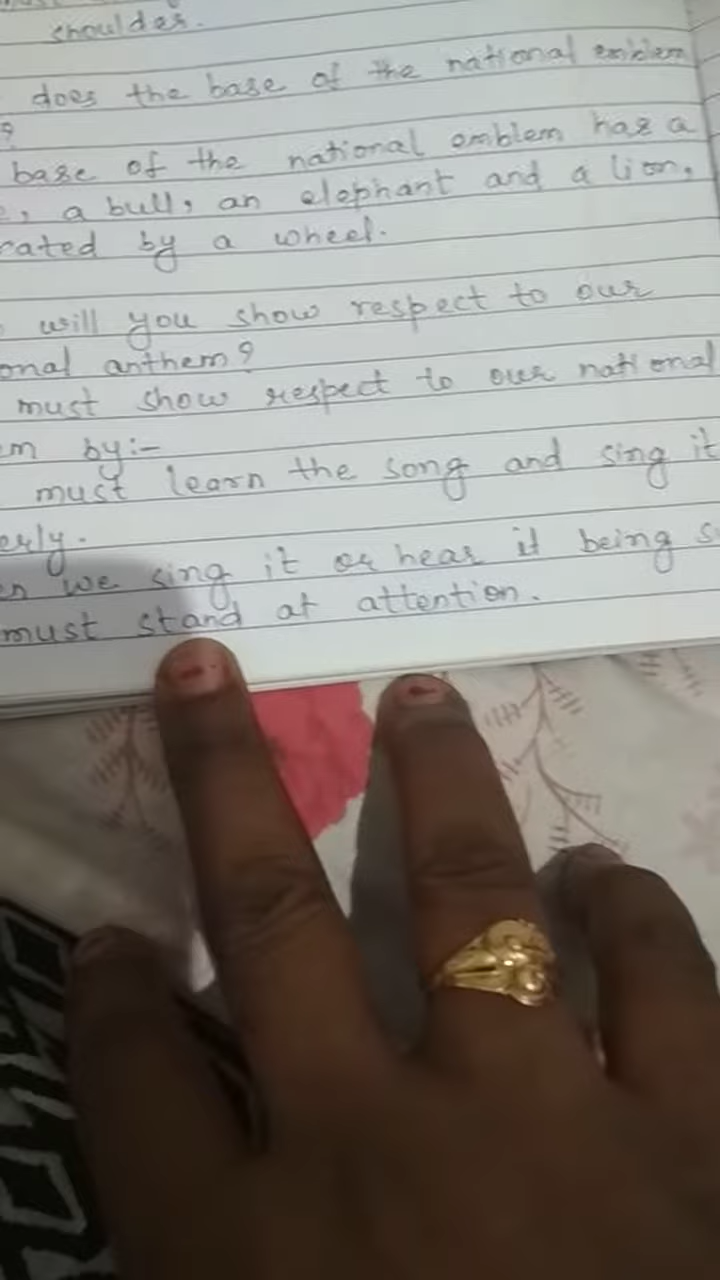 shoulder.
does the base of the national emblem
?
base of the national emblem has a
, a bull, an elephant and a lion,
rated by a wheel.
will you show respect to our
onal anthem?
must show respect to our national
em by:-
must learn the song and sing it
erly.
en we sing it or hear it being s
must stand at attention.